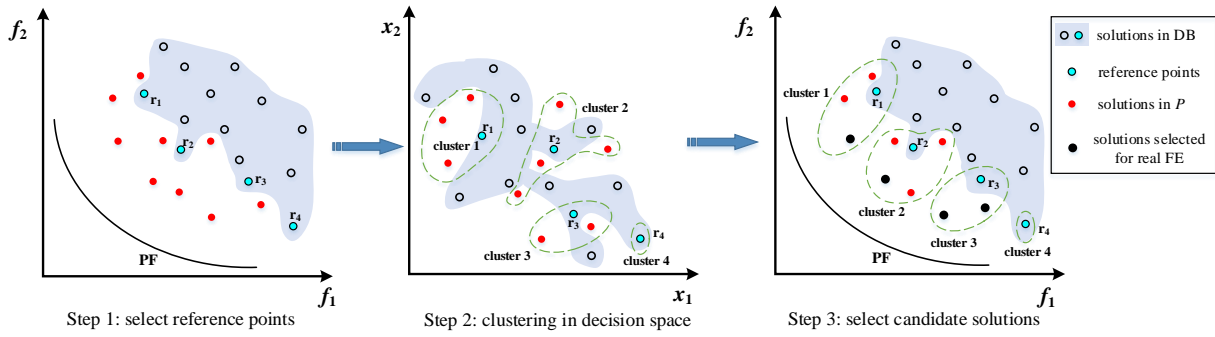 f2
r1
r2
r3
r4
PF
f1
Step 1: select reference points
x2
cluster 2
r1
cluster 1
r2
r3
r4
cluster 3
cluster 4
x1
Step 2: clustering in decision space
f2
cluster 1
r1
r2
r3
cluster 2
r4
cluster 3
cluster 4
PF
f1
Step 3: select candidate solutions
solutions in DB
reference points
solutions in P
solutions selected
for real FE